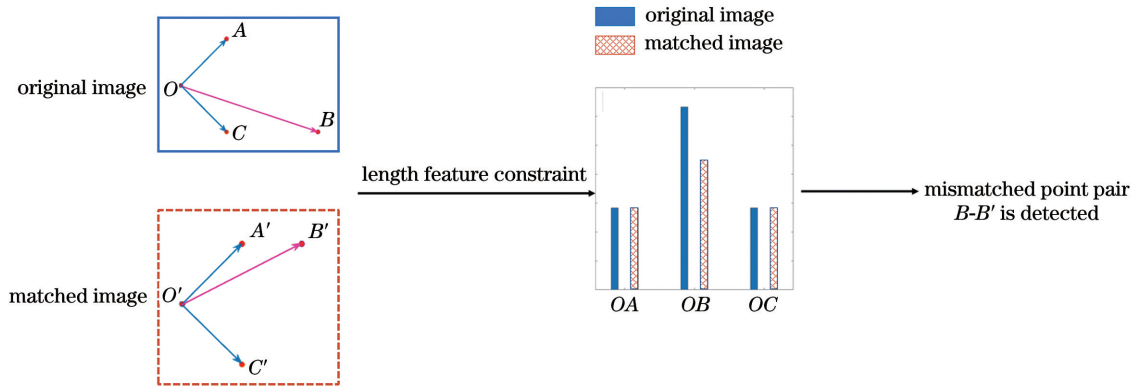 original image
matched image
original image
A
O
C
B
length feature constraint
mismatched point pair
B-B′ is detected
matched image
A′
B′
O′
C′
OA
OB
OC